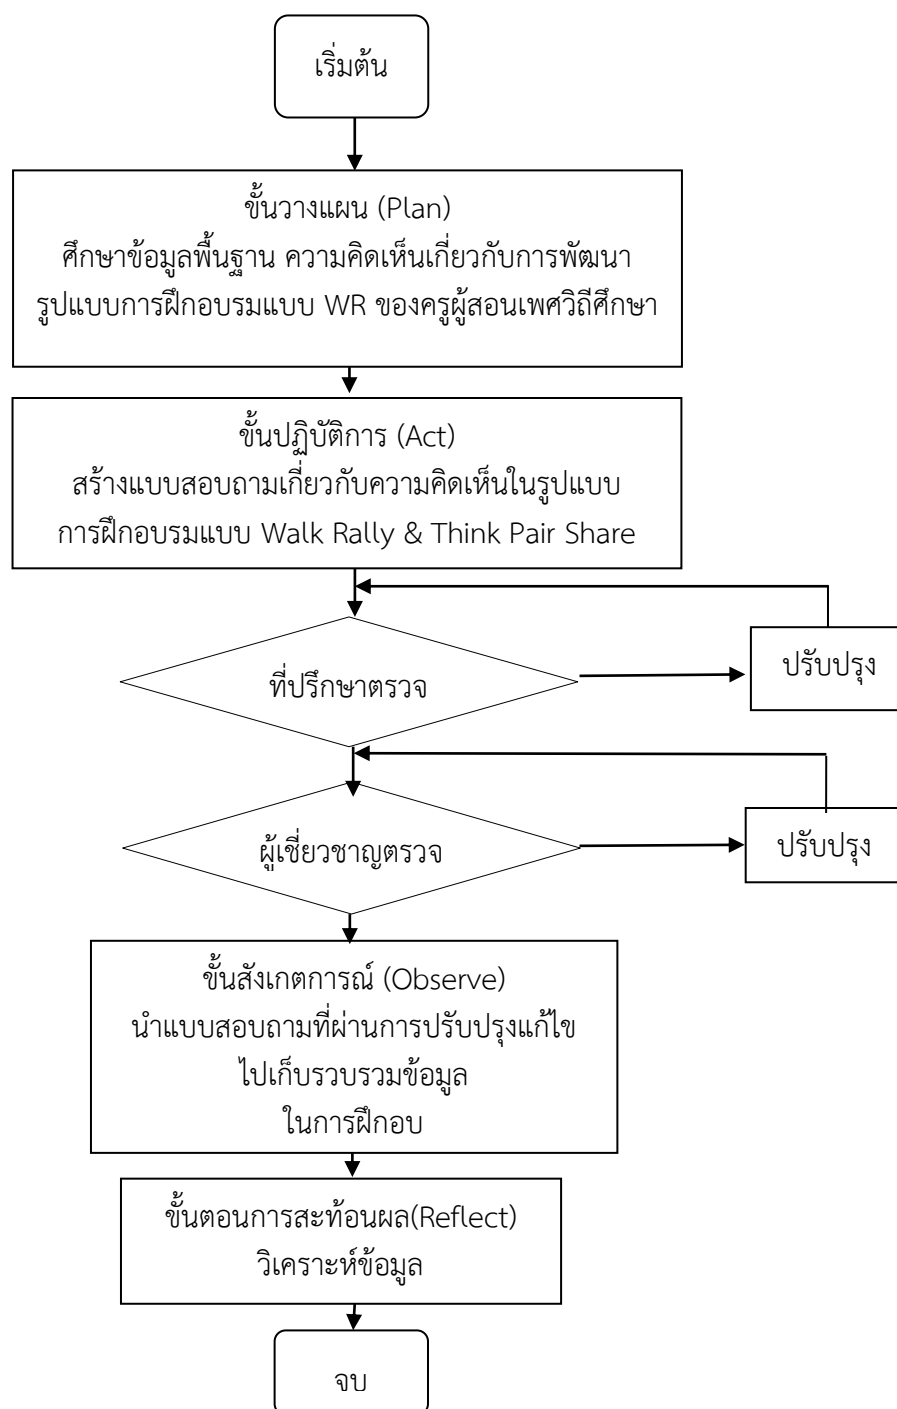 เริ่มต้น
ขั้นวางแผน (Plan)
ศึกษาข้อมูลพื้นฐาน ความคิดเห็นเกี่ยวกับการพัฒนา
รูปแบบการฝึกอบรมแบบ WR ของครูผู้สอนเพศวิถีศึกษา
ขั้นปฏิบัติการ (Act)
สร้างแบบสอบถามเกี่ยวกับความคิดเห็นในรูปแบบ
การฝึกอบรมแบบ Walk Rally & Think Pair Share
ที่ปรึกษาตรวจ
ปรับปรุง
ผู้เชี่ยวชาญตรวจ
ปรับปรุง
ขั้นสังเกตการณ์ (Observe)
นำแบบสอบถามที่ผ่านการปรับปรุงแก้ไข
ไปเก็บรวบรวมข้อมูล
ในการฝึกอบ
ขั้นตอนการสะท้อนผล(Reflect)
วิเคราะห์ข้อมูล
จบ